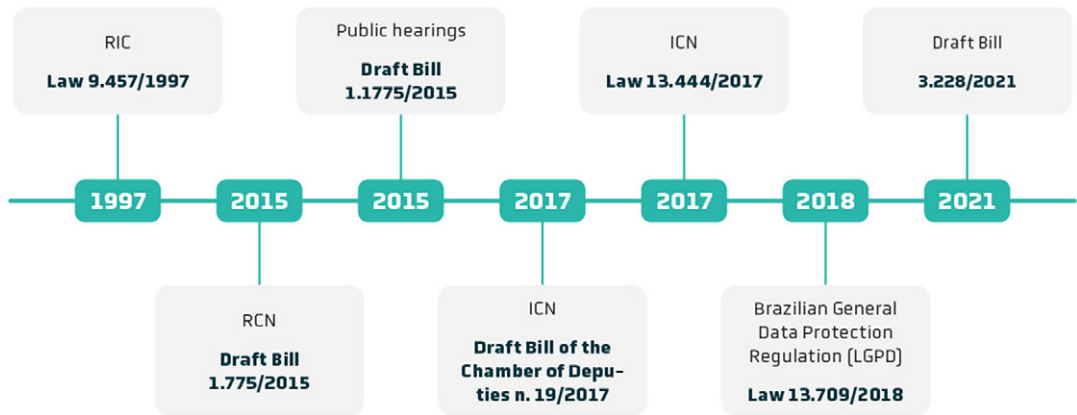 RIC
Law 9.457/1997
Public hearings
Draft Bill
1.1775/2015
ICN
Law 13.444/2017
Draft Bill
3.228/2021
1997
2015
2015
2017
2017
2018
2021
RCN
Draft Bill
1.775/2015
ICN
Draft Bill of the
Chamber of Depu-
ties n. 19/2017
Brazilian General
Data Protection
Regulation (LGPD)
Law 13.709/2018